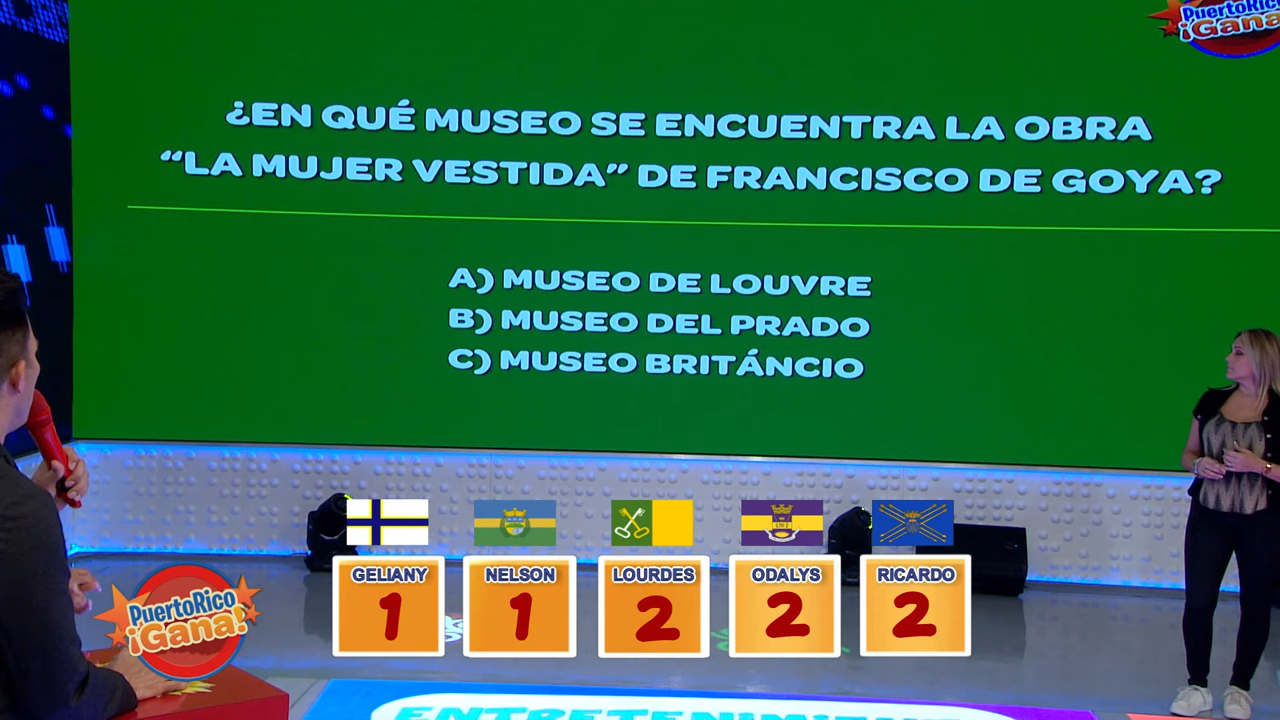 PuertoRico
¡Gana!
¿EN QUÉ MUSEO SE ENCUENTRA LA OBRA
“LA MUJER VESTIDA” DE FRANCISCO DE GOYA?
A) MUSEO DE LOUVRE
B) MUSEO DEL PRADO
C) MUSEO BRITÁNCIO
GELIANY
NELSON
LOURDES
ODALYS
RICARDO
1
1
2
2
2
PuertoRico
¡Gana!
ENTRETENIMIENTO